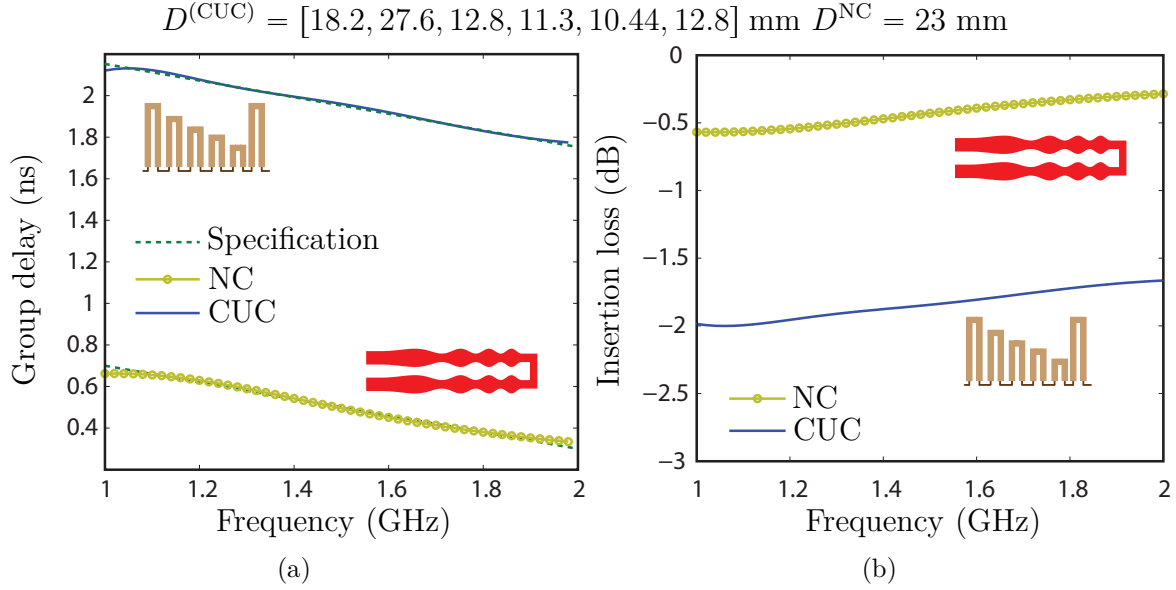 D^(CUC) = [18.2, 27.6, 12.8, 11.3, 10.44, 12.8] mm D^NC = 23 mm
Group delay (ns)
2
1.8
1.6
1.4
1.2
1
0.8
0.6
0.4
Specification
NC
CUC
1 1.2 1.4 1.6 1.8 2
Frequency (GHz)
(a)
Insertion loss (dB)
0
−0.5
−1
−1.5
−2
−2.5
−3
NC
CUC
1 1.2 1.4 1.6 1.8 2
Frequency (GHz)
(b)